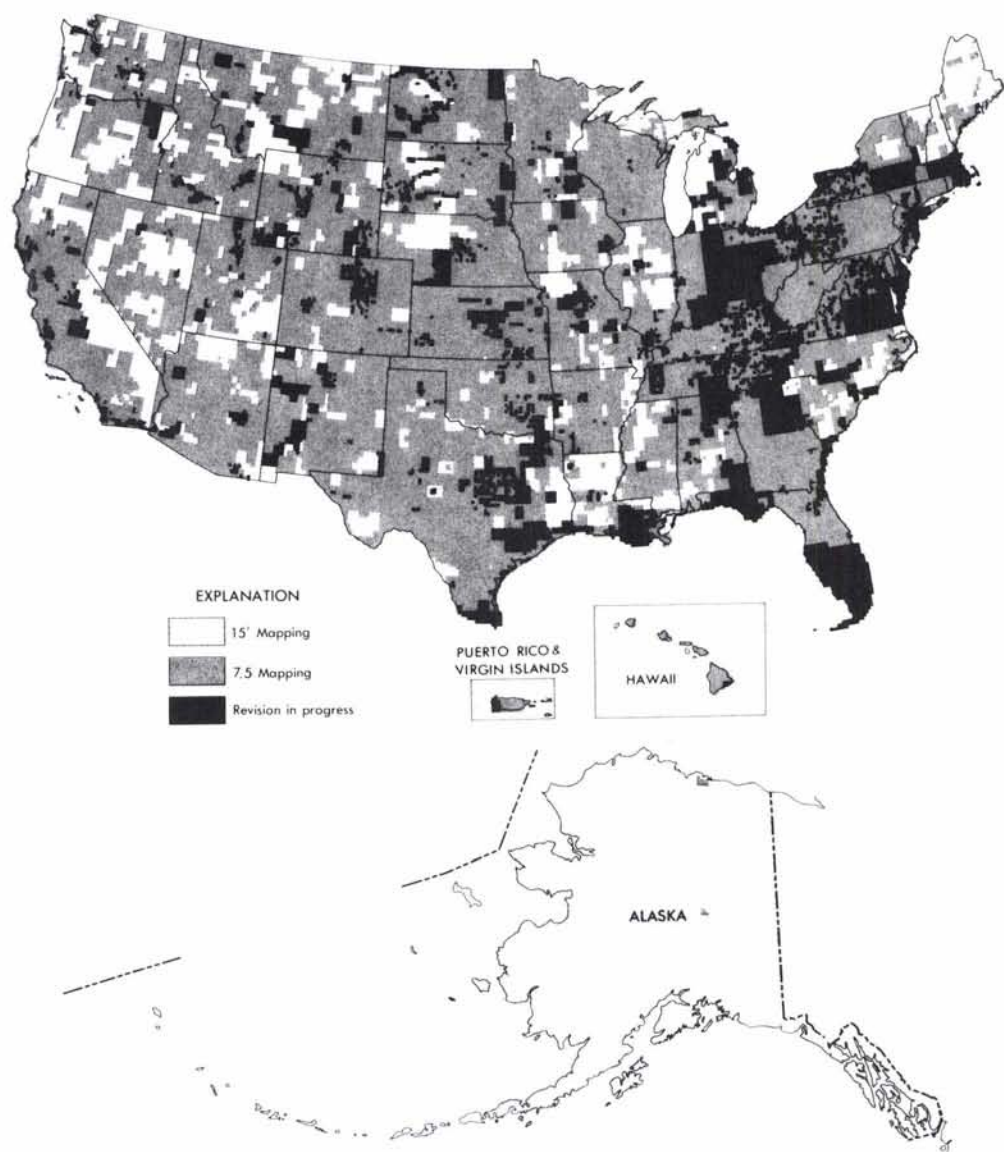 EXPLANATION
15' Mapping
7.5 Mapping
Revision in progress
PUERTO RICO &
VIRGIN ISLANDS
HAWAII
ALASKA